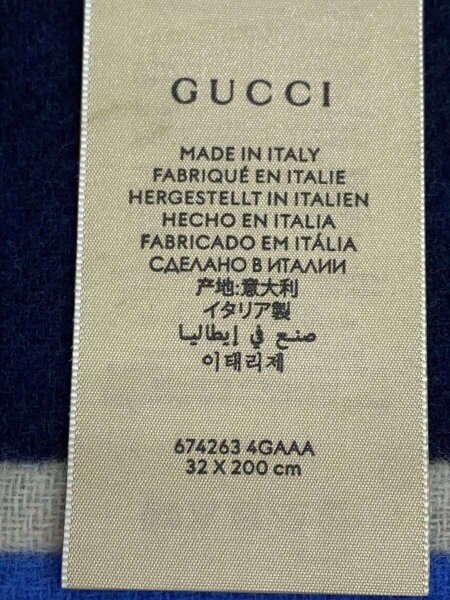 GUCCI
MADE IN ITALY
FABRIQUÉ EN ITALIE
HERGESTELLT IN ITALIEN
HECHO EN ITALIA
FABRICADO EM ITÁLIA
СДЕЛАНО В ИТАЛИИ
产地:意大利
イタリア製
صنع في إيطاليا
이태리제
674263 4GAAA
32 X 200 cm